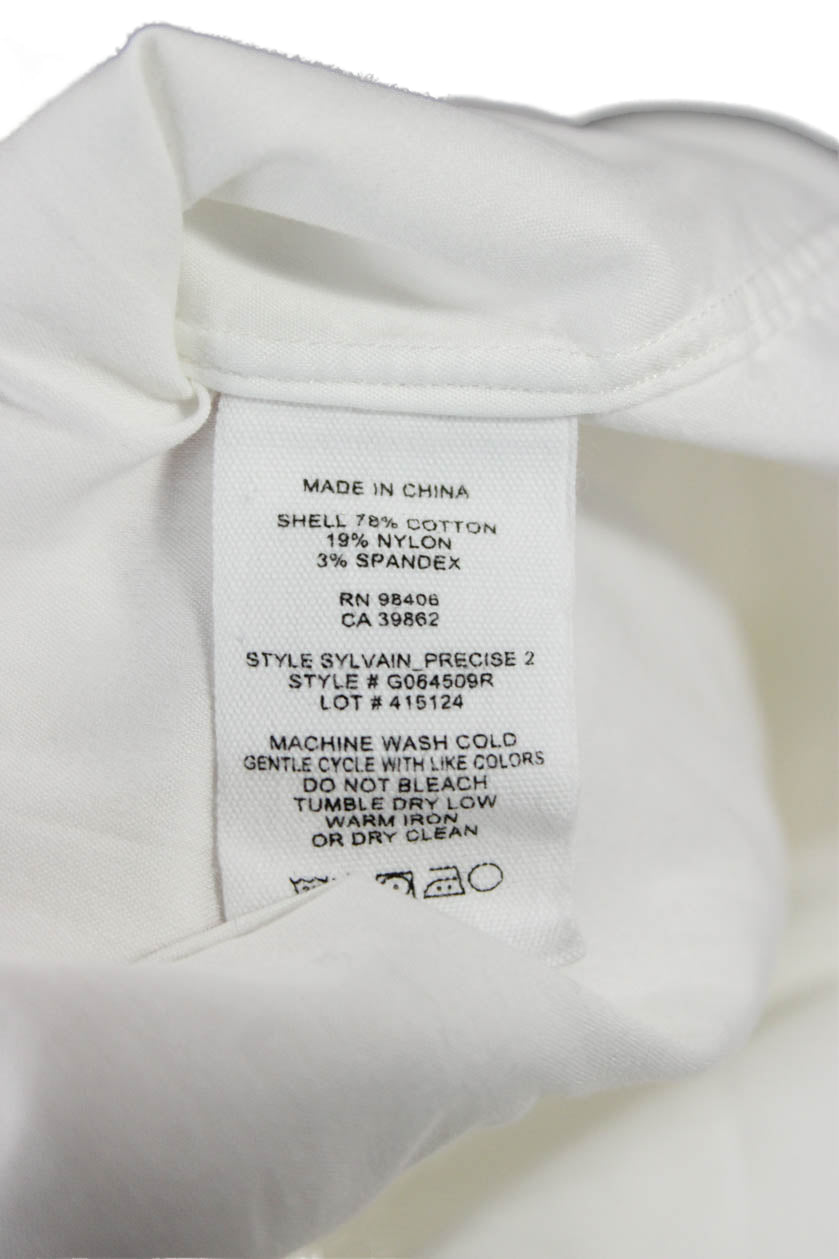 MADE IN CHINA
SHELL 78% COTTON
19% NYLON
3% SPANDEX
RN 98406
CA 39862
STYLE SYLVAIN_PRECISE 2
STYLE # G064509R
LOT # 415124
MACHINE WASH COLD
GENTLE CYCLE WITH LIKE COLORS
DO NOT BLEACH
TUMBLE DRY LOW
WARM IRON
OR DRY CLEAN